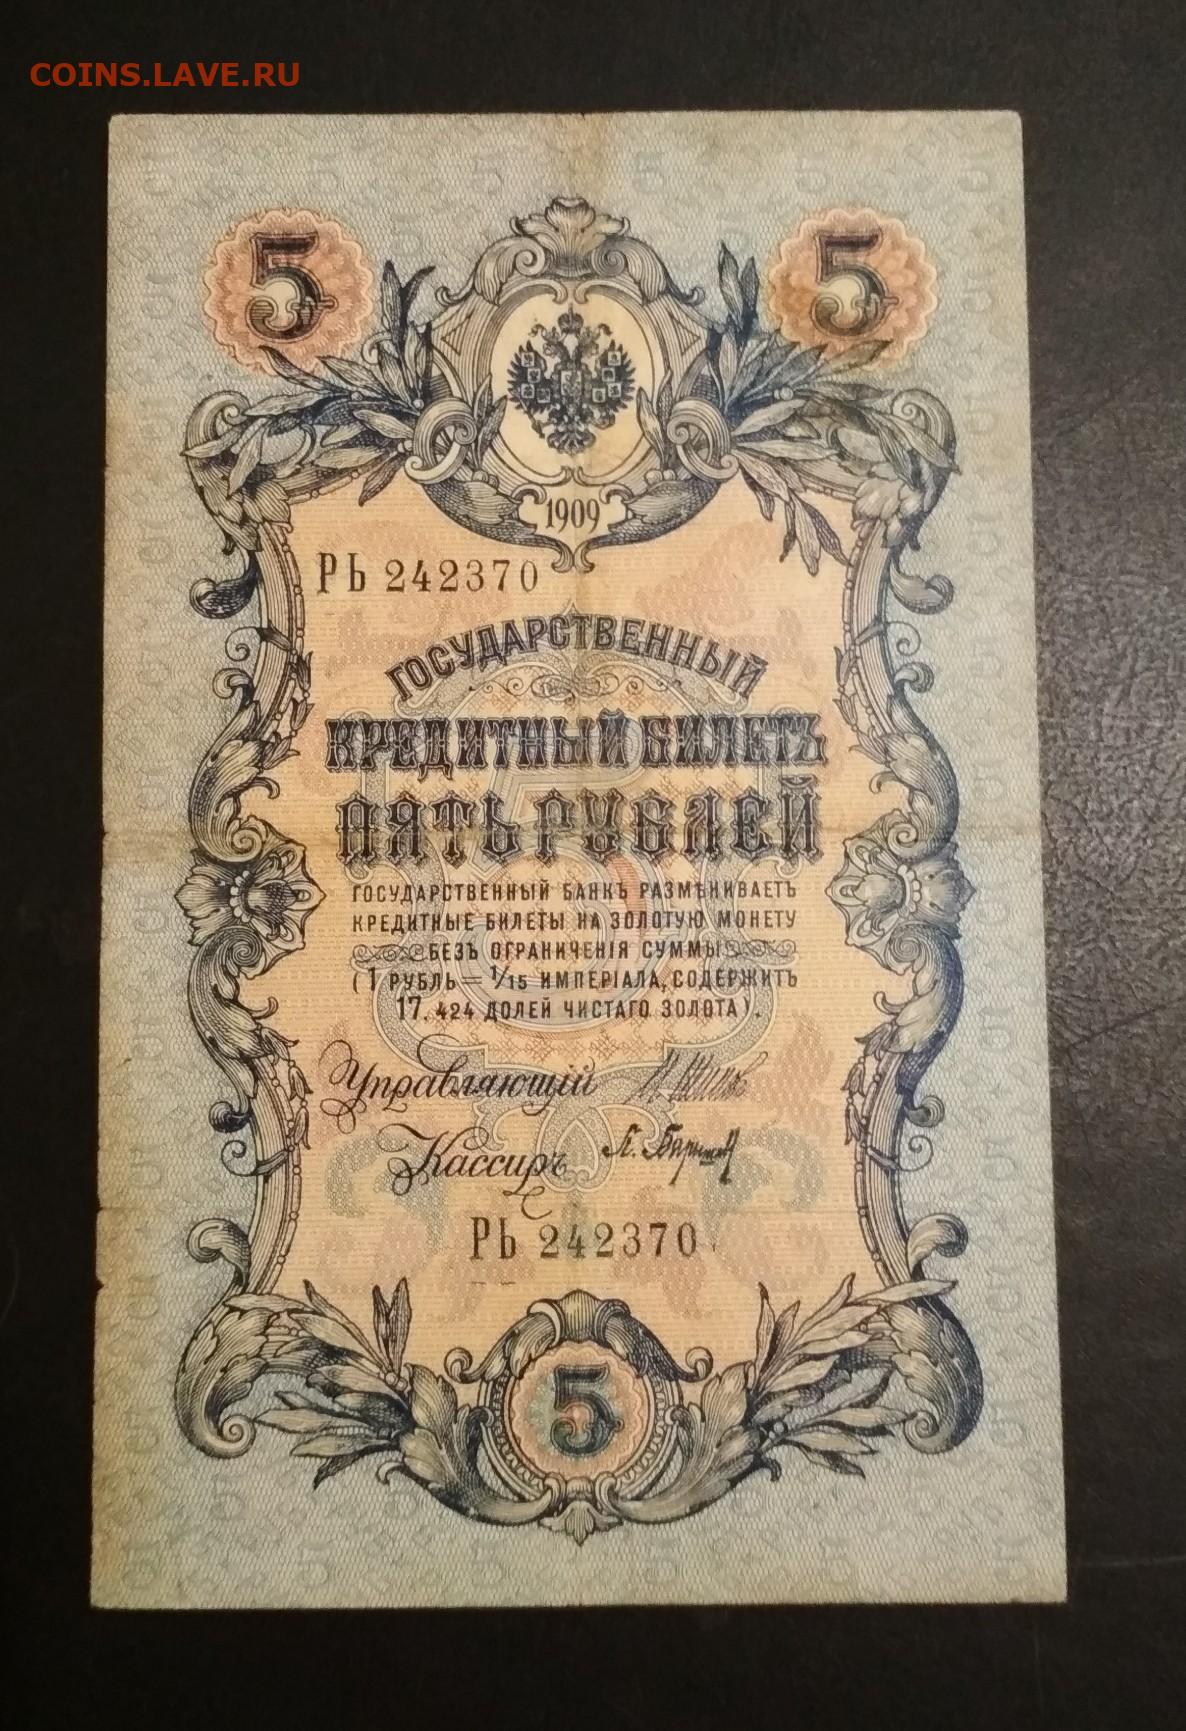 COINS.LAVE.RU
5 5
1909
РЬ 242370
ГОСУДАРСТВЕННЫЙ
КРЕДИТНЫЙ БИЛЕТЪ
ПЯТЬ РУБЛЕЙ
ГОСУДАРСТВЕННЫЙ БАНКЪ РАЗМѢНИВАЕТЪ
КРЕДИТНЫЕ БИЛЕТЫ НА ЗОЛОТУЮ МОНЕТУ
БЕЗЪ ОГРАНИЧЕНІЯ СУММЫ
(1 РУБЛЬ = 1/15 ИМПЕРІАЛА, СОДЕРЖИТЪ
17.424 ДОЛЕЙ ЧИСТАГО ЗОЛОТА).
Управляющій
Кассиръ
РЬ 242370
5